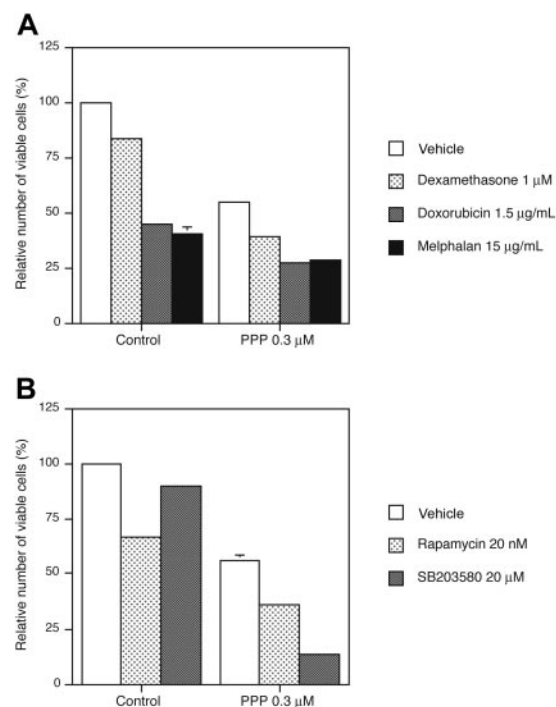 A
Relative number of viable cells (%)
125
100
75
50
25
0
Control
PPP 0.3 μM
Vehicle
Dexamethasone 1 μM
Doxorubicin 1.5 μg/mL
Melphalan 15 μg/mL
B
Relative number of viable cells (%)
125
100
75
50
25
0
Control
PPP 0.3 μM
Vehicle
Rapamycin 20 nM
SB203580 20 μM